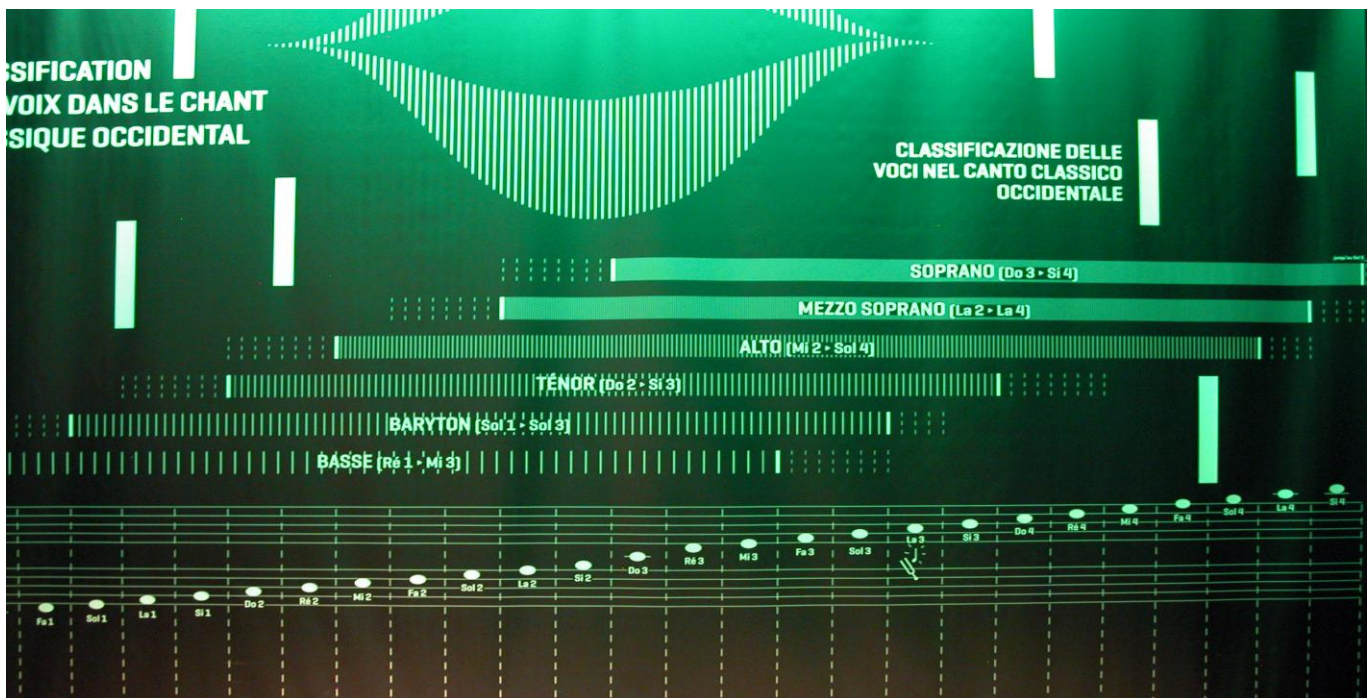 SSIFICATION
VOIX DANS LE CHANT
SSIQUE OCCIDENTAL
CLASSIFICAZIONE DELLE
VOCI NEL CANTO CLASSICO
OCCIDENTALE
SOPRANO (Do 3 ▸ Si 4)
MEZZO SOPRANO (La 2 ▸ La 4)
ALTO (Mi 2 ▸ Sol 4)
TÉNOR (Do 2 ▸ Si 3)
BARYTON (Sol 1 ▸ Sol 3)
BASSE (Ré 1 ▸ Mi 3)
Fa 1 Sol 1 La 1 Si 1 Do 2 Ré 2 Mi 2 Fa 2 Sol 2 La 2 Si 2 Do 3 Ré 3 Mi 3 Fa 3 Sol 3 La 3 Si 3 Do 4 Ré 4 Mi 4 Fa 4 Sol 4 La 4 Si 4